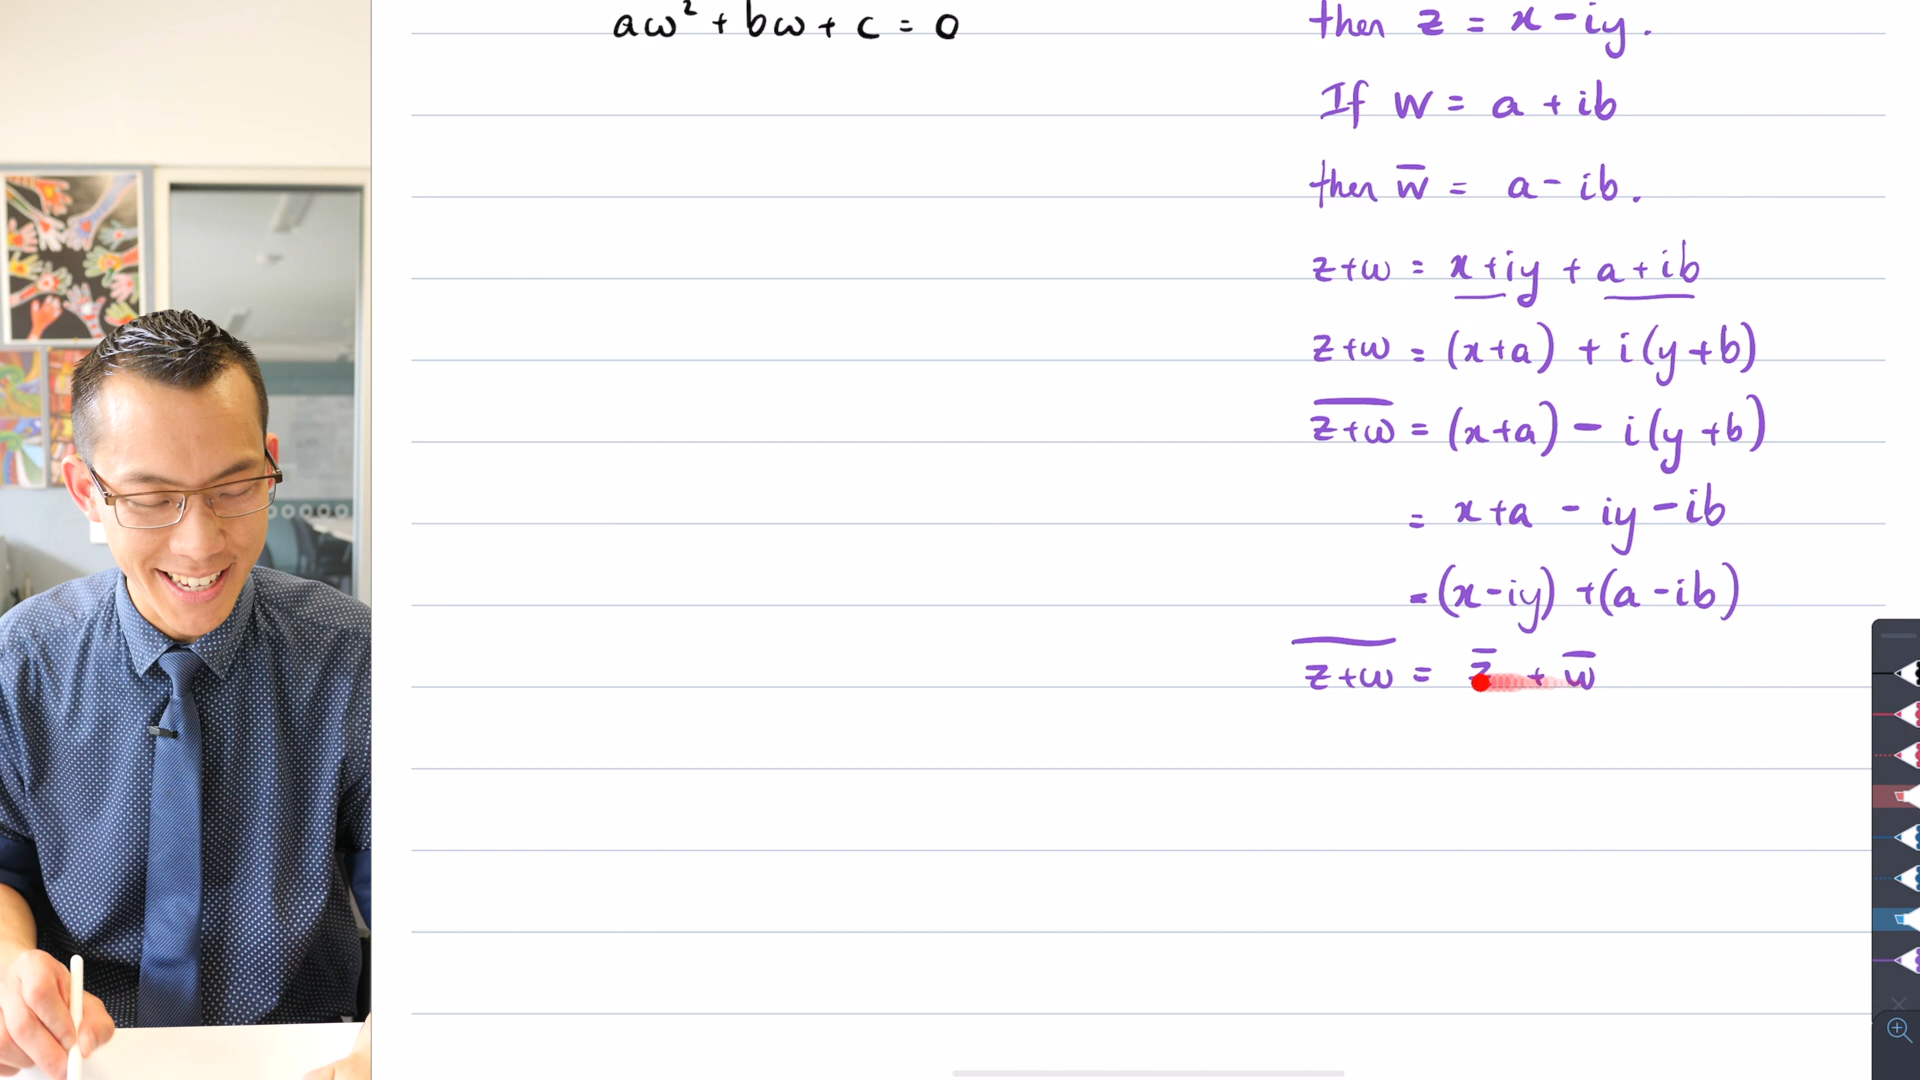 aω² + bω + c = 0
then z = x - iy.
If w = a + ib
then w̅ = a - ib.
z+w = x+iy + a+ib
z+w = (x+a) + i(y+b)
z̅+̅w̅ = (x+a) - i(y+b)
= x+a - iy - ib
= (x-iy) + (a-ib)
z̅+̅w̅ = z̅ + w̅